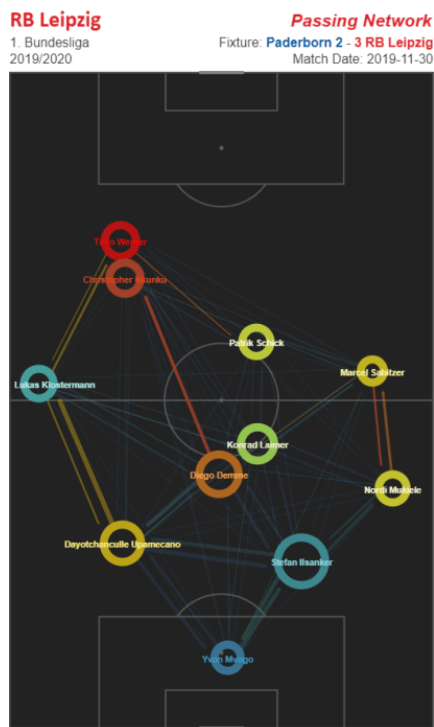 RB Leipzig
Passing Network
1. Bundesliga
Fixture: Paderborn 2 - 3 RB Leipzig
2019/2020
Match Date: 2019-11-30
Timo Werner
Christopher Nkunku
Patrik Schick
Marcel Sabitzer
Lukas Klostermann
Konrad Laimer
Diego Demme
Nordi Mukiele
Dayotchanculle Upamecano
Stefan Ilsanker
Yvon Mvogo